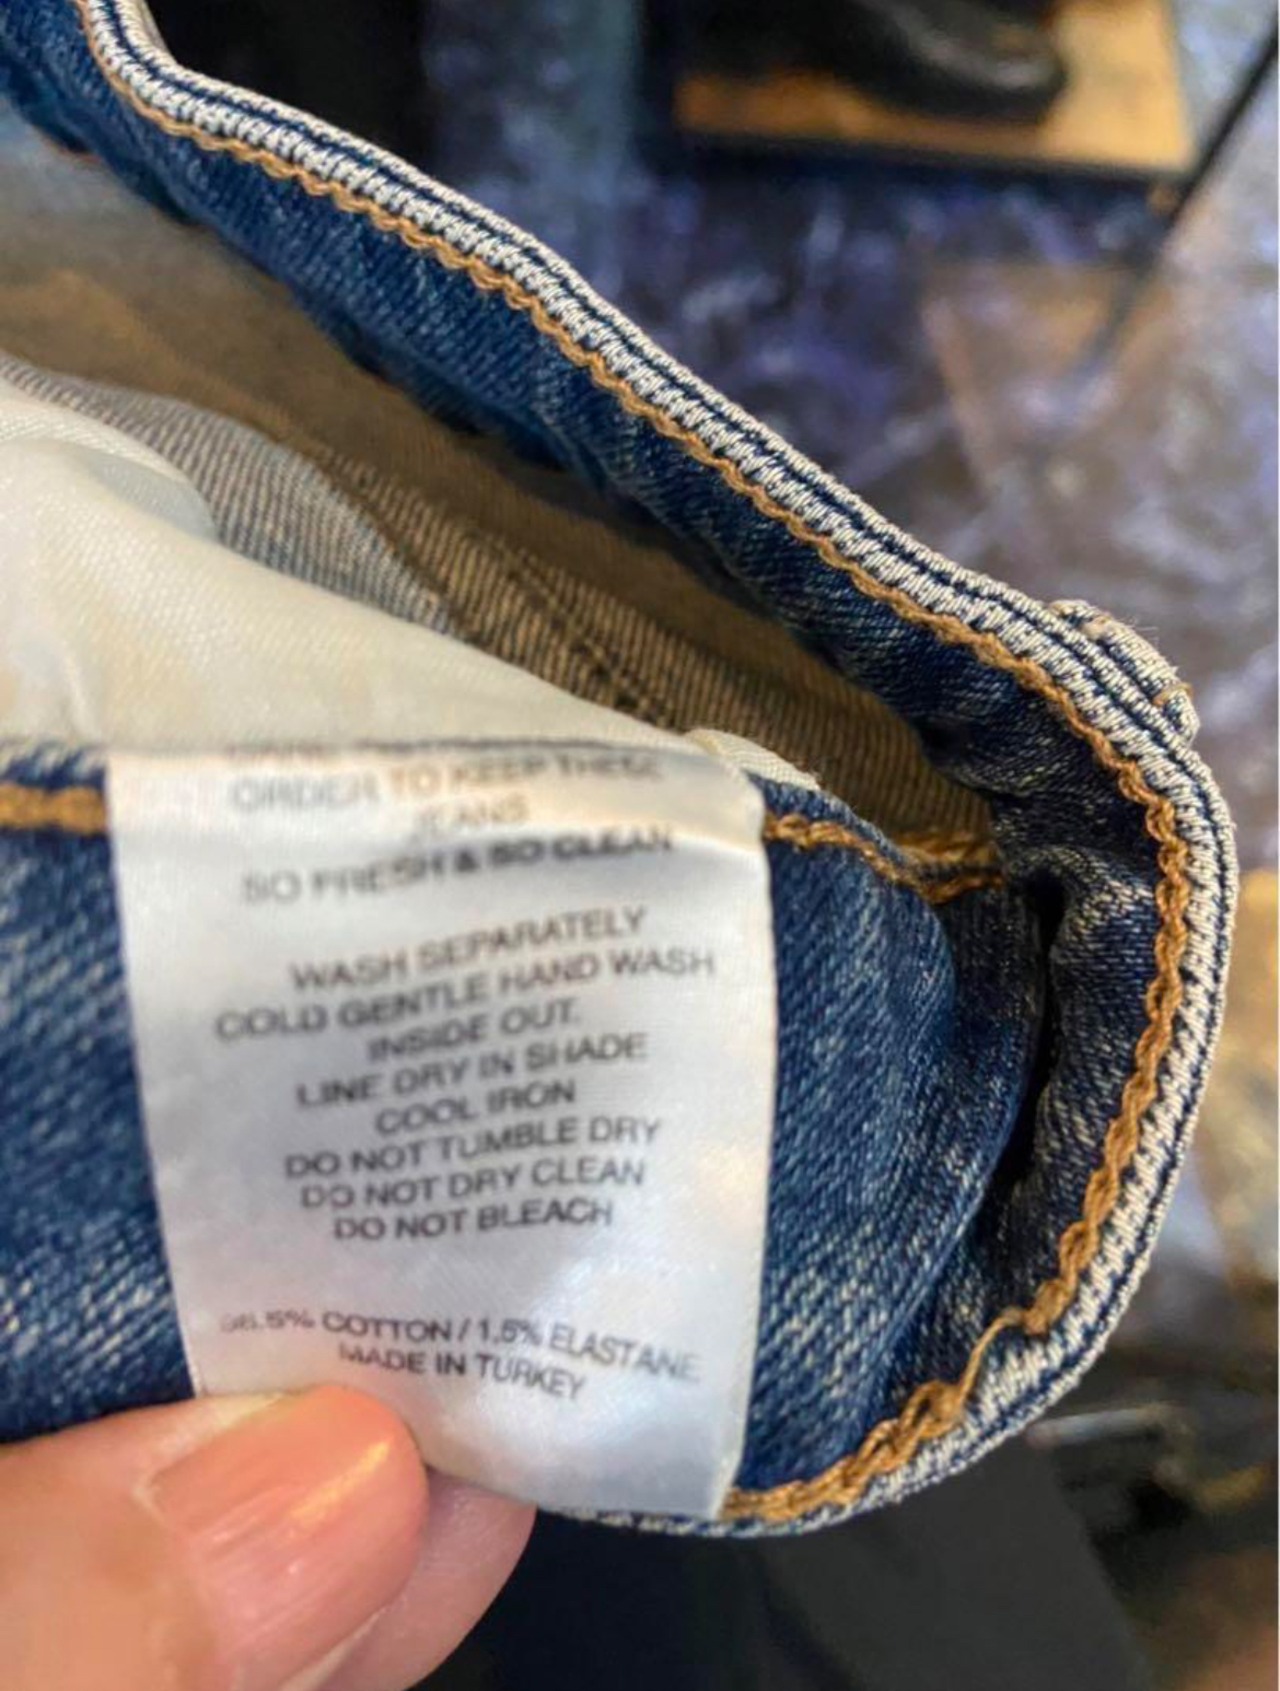 ORDER TO KEEP THESE
JEANS
SO FRESH & SO CLEAN
WASH SEPARATELY
COLD GENTLE HAND WASH
INSIDE OUT.
LINE DRY IN SHADE
COOL IRON
DO NOT TUMBLE DRY
DO NOT DRY CLEAN
DO NOT BLEACH
COTTON / 1.5% ELASTANE
MADE IN TURKEY